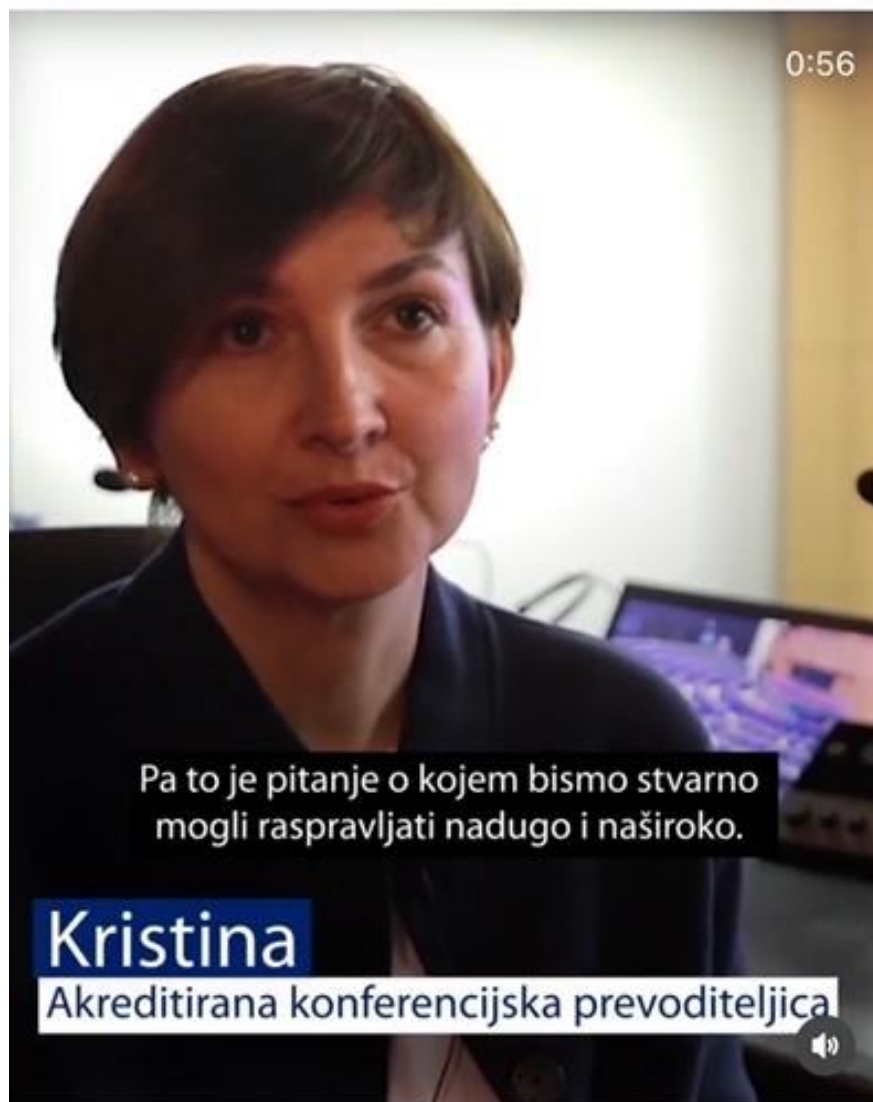 0:56
Pa to je pitanje o kojem bismo stvarno
mogli raspravljati nadugo i naširoko.
Kristina
Akreditirana konferencijska prevoditeljica